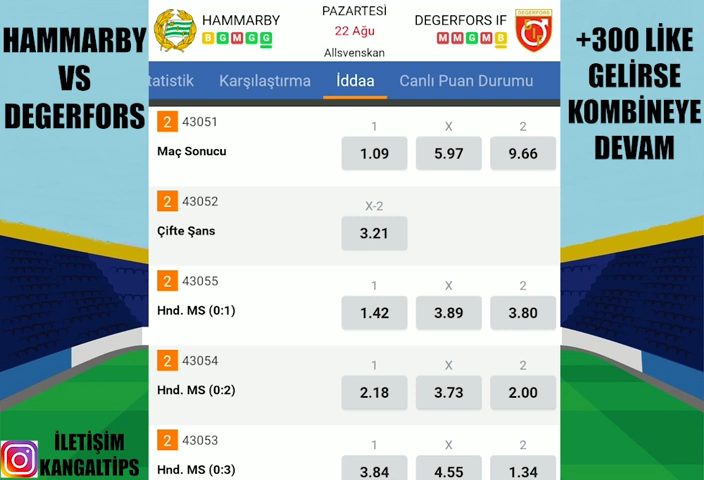 HAMMARBY
VS
DEGERFORS
HAMMARBY
B G M G G
PAZARTESİ
22 Ağu
Allsvenskan
DEGERFORS IF
M M G M B
DEGERFORS
+300 LİKE
GELİRSE
KOMBİNEYE
DEVAM
tatistik Karşılaştırma İddaa Canlı Puan Durumu
2 43051 1 X 2
Maç Sonucu 1.09 5.97 9.66
2 43052 X-2
Çifte Şans 3.21
2 43055 1 X 2
Hnd. MS (0:1) 1.42 3.89 3.80
2 43054 1 X 2
Hnd. MS (0:2) 2.18 3.73 2.00
2 43053 1 X 2
Hnd. MS (0:3) 3.84 4.55 1.34
İLETİŞİM
KANGALTİPS